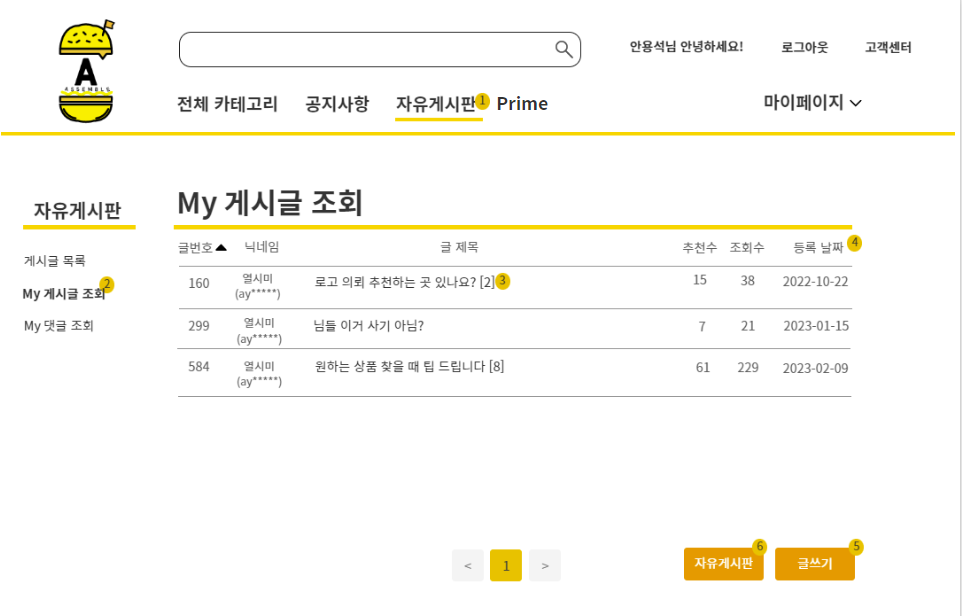 안용석님 안녕하세요! 로그아웃 고객센터
A
ASSEMBLE
전체 카테고리 공지사항 자유게시판 1 Prime 마이페이지
자유게시판
게시글 목록
My 게시글 조회 2
My 댓글 조회
My 게시글 조회
글번호 닉네임 글 제목 추천수 조회수 등록 날짜 4
160 열시미 로고 의뢰 추천하는 곳 있나요? [2] 3 15 38 2022-10-22
(ay*****)
299 열시미 님들 이거 사기 아님? 7 21 2023-01-15
(ay*****)
584 열시미 원하는 상품 찾을 때 팁 드립니다 [8] 61 229 2023-02-09
(ay*****)
< 1 > 자유게시판 6 글쓰기 5